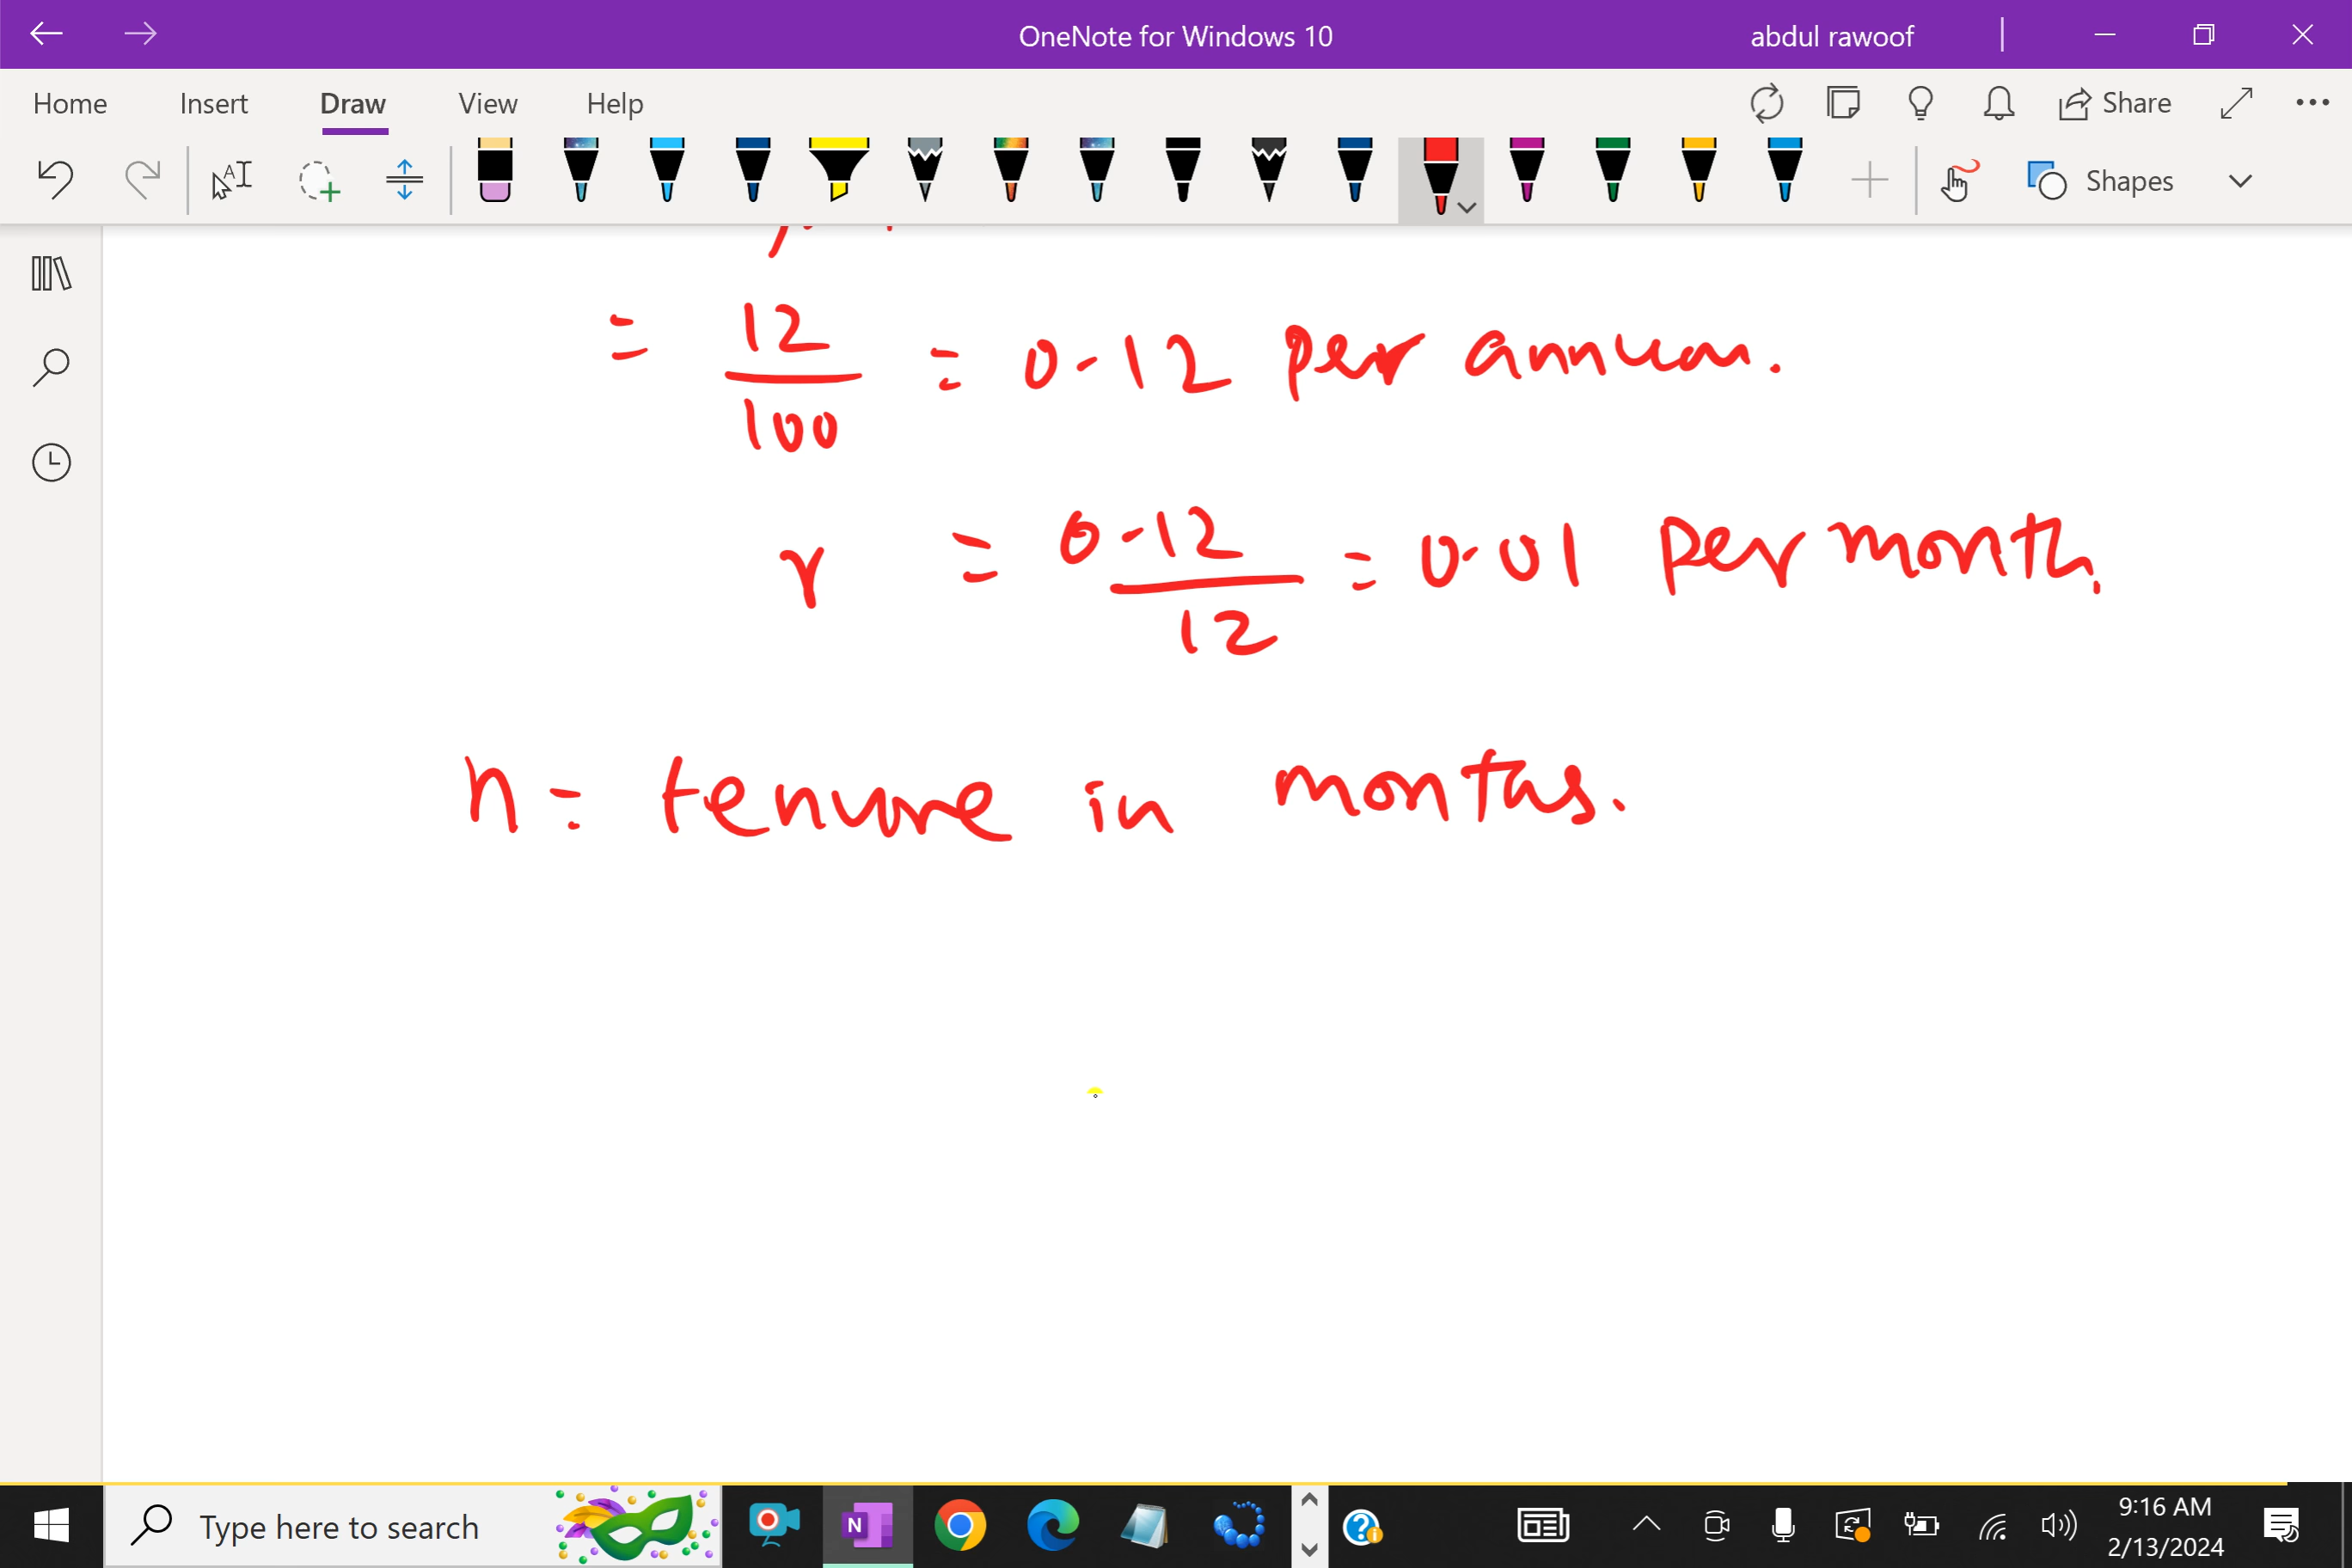 OneNote for Windows 10
abdul rawoof
Home Insert Draw View Help
Share
Shapes
= 12/100 = 0.12 per annum.
r = 0.12/12 = 0.01 per month.
n = tenure in months.
Type here to search
9:16 AM
2/13/2024